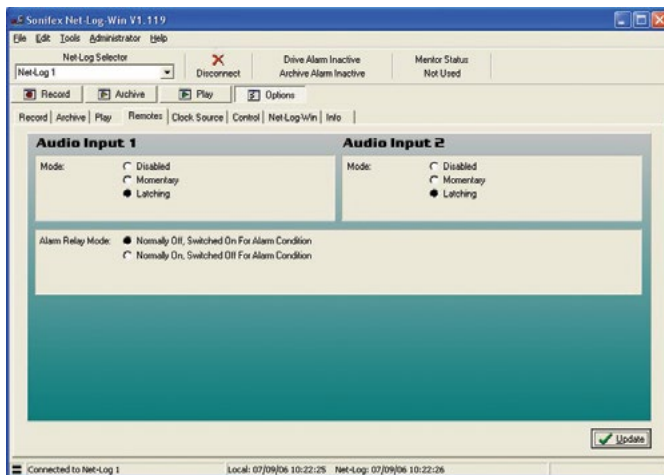 Sonifex Net-Log-Win V1.119
File Edit Tools Administrator Help
Net-Log Selector
Net-Log 1
Disconnect
Drive Alarm Inactive
Archive Alarm Inactive
Mentor Status
Not Used
Record Archive Play Options
Record Archive Play Remotes Clock Source Control Net-Log-Win Info
Audio Input 1
Mode: Disabled
Momentary
Latching
Audio Input 2
Mode: Disabled
Momentary
Latching
Alarm Relay Mode: Normally Off, Switched On For Alarm Condition
Normally On, Switched Off For Alarm Condition
Update
Connected to Net-Log 1 Local: 07/09/06 10:22:25 Net-Log: 07/09/06 10:22:26